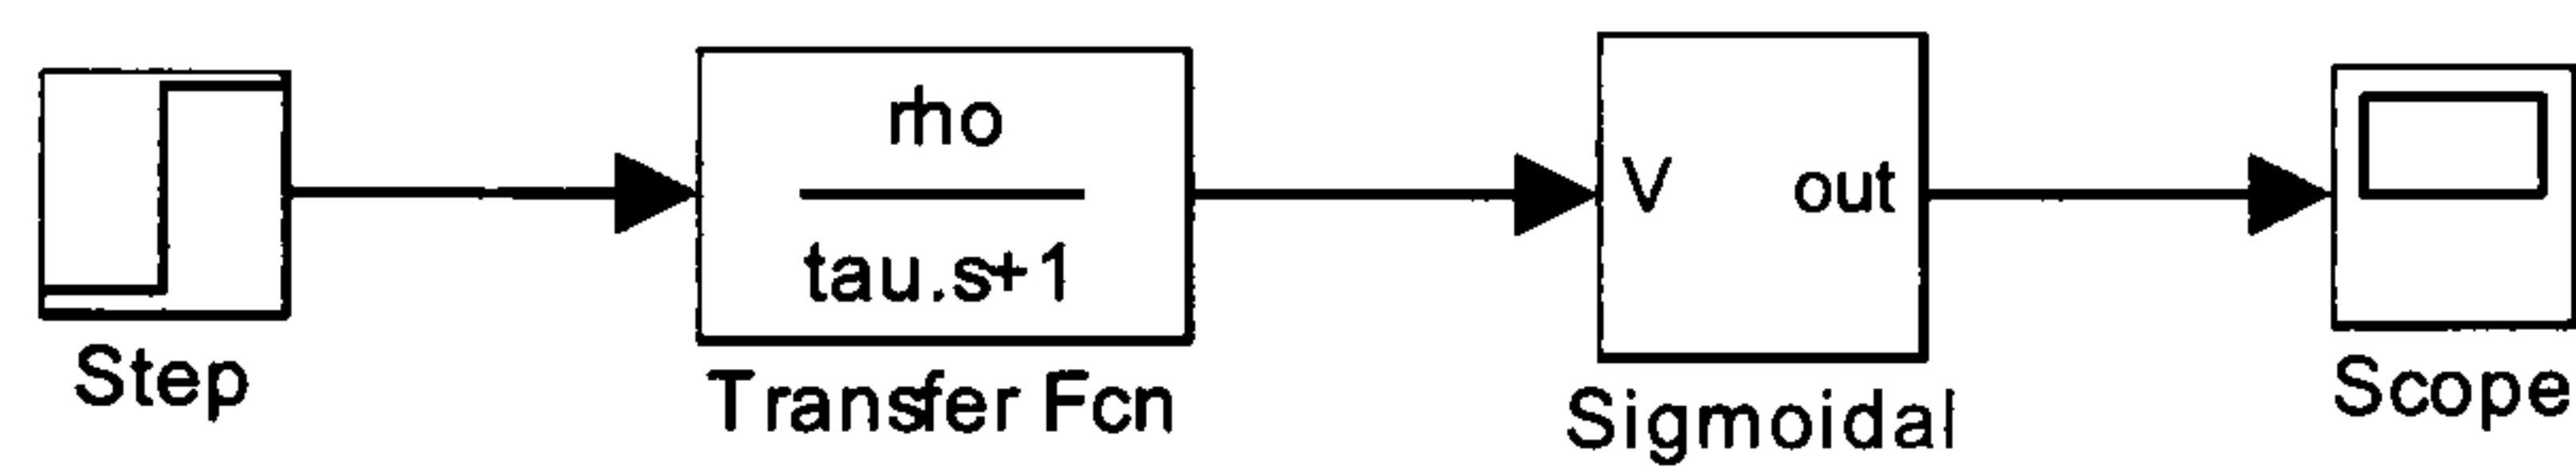 rho
tau.s+1
V out
Step
Transfer Fcn
Sigmoidal
Scope